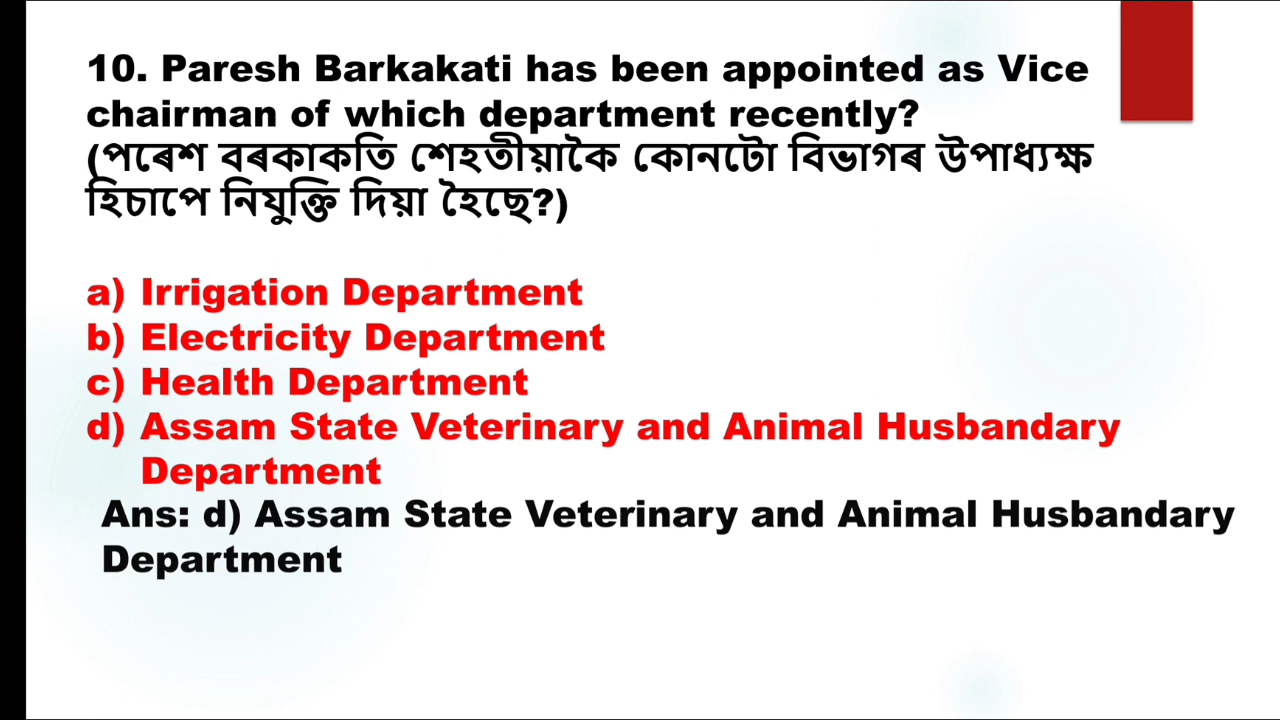 10. Paresh Barkakati has been appointed as Vice
chairman of which department recently?
(পৰেশ বৰকাকতি শেহতীয়াকৈ কোনটো বিভাগৰ উপাধ্যক্ষ
হিচাপে নিযুক্তি দিয়া হৈছে?)
a) Irrigation Department
b) Electricity Department
c) Health Department
d) Assam State Veterinary and Animal Husbandary
Department
Ans: d) Assam State Veterinary and Animal Husbandary
Department